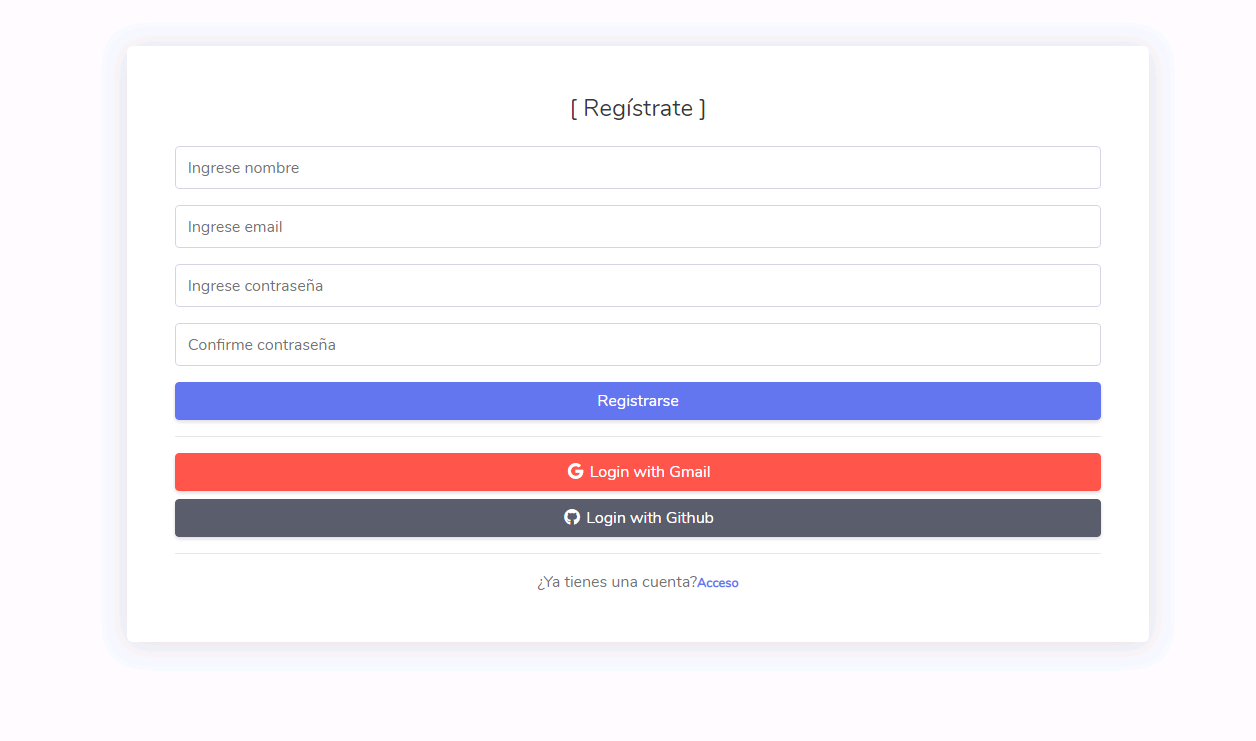 [ Regístrate ]
Ingrese nombre
Ingrese email
Ingrese contraseña
Confirme contraseña
Registrarse
Login with Gmail
Login with Github
¿Ya tienes una cuenta?Acceso